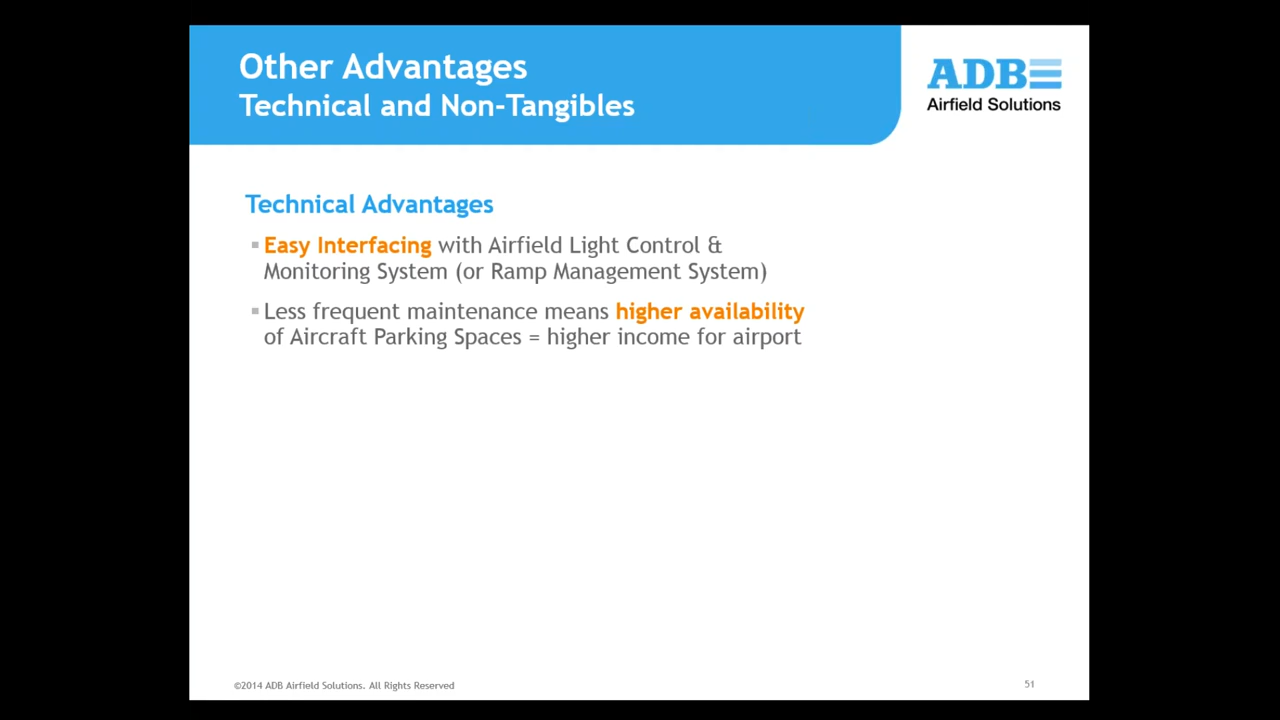 Other Advantages
Technical and Non-Tangibles
ADB
Airfield Solutions
Technical Advantages
▪Easy Interfacing with Airfield Light Control &
Monitoring System (or Ramp Management System)
▪Less frequent maintenance means higher availability
of Aircraft Parking Spaces = higher income for airport
©2014 ADB Airfield Solutions. All Rights Reserved
51